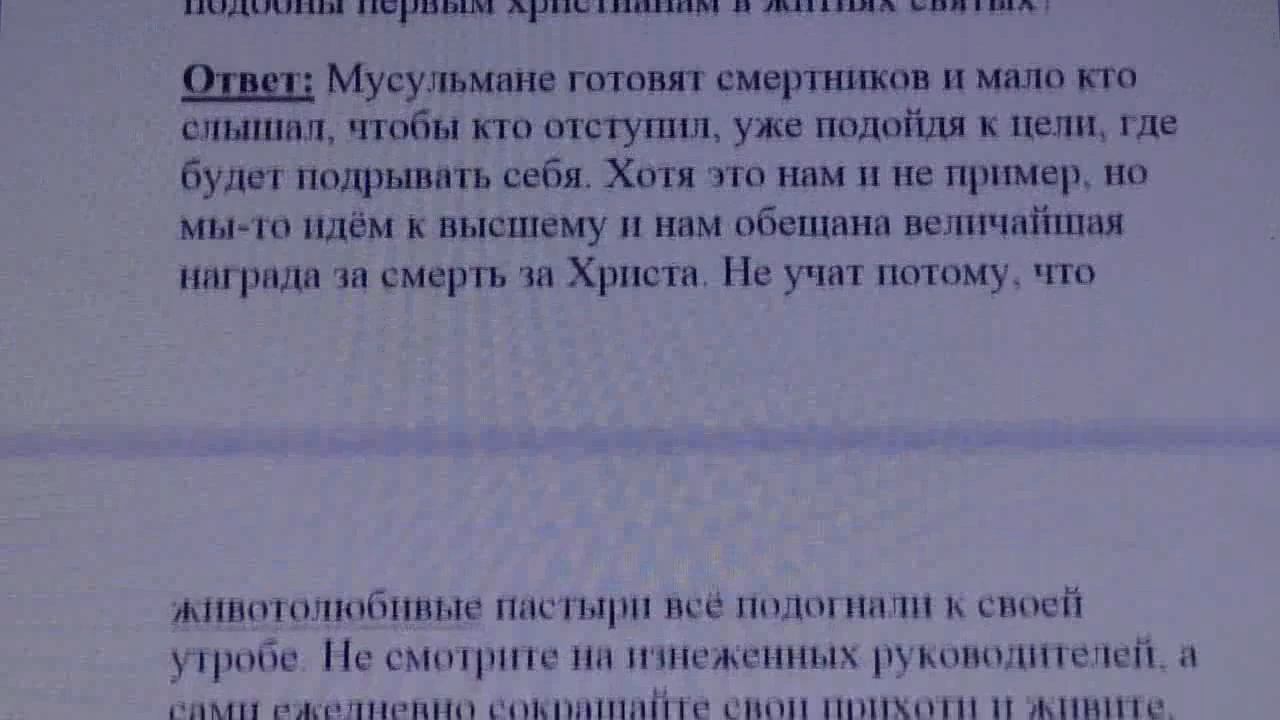 подобны первым христианам в житиях святых?
Ответ: Мусульмане готовят смертников и мало кто
слышал, чтобы кто отступил, уже подойдя к цели, где
будет подрывать себя. Хотя это нам и не пример, но
мы-то идём к высшему и нам обещана величайшая
награда за смерть за Христа. Не учат потому, что
животолюбивые пастыри всё подогнали к своей
утробе. Не смотрите на изнеженных руководителей, а
сами ежедневно сокращайте свои прихоти и живите,